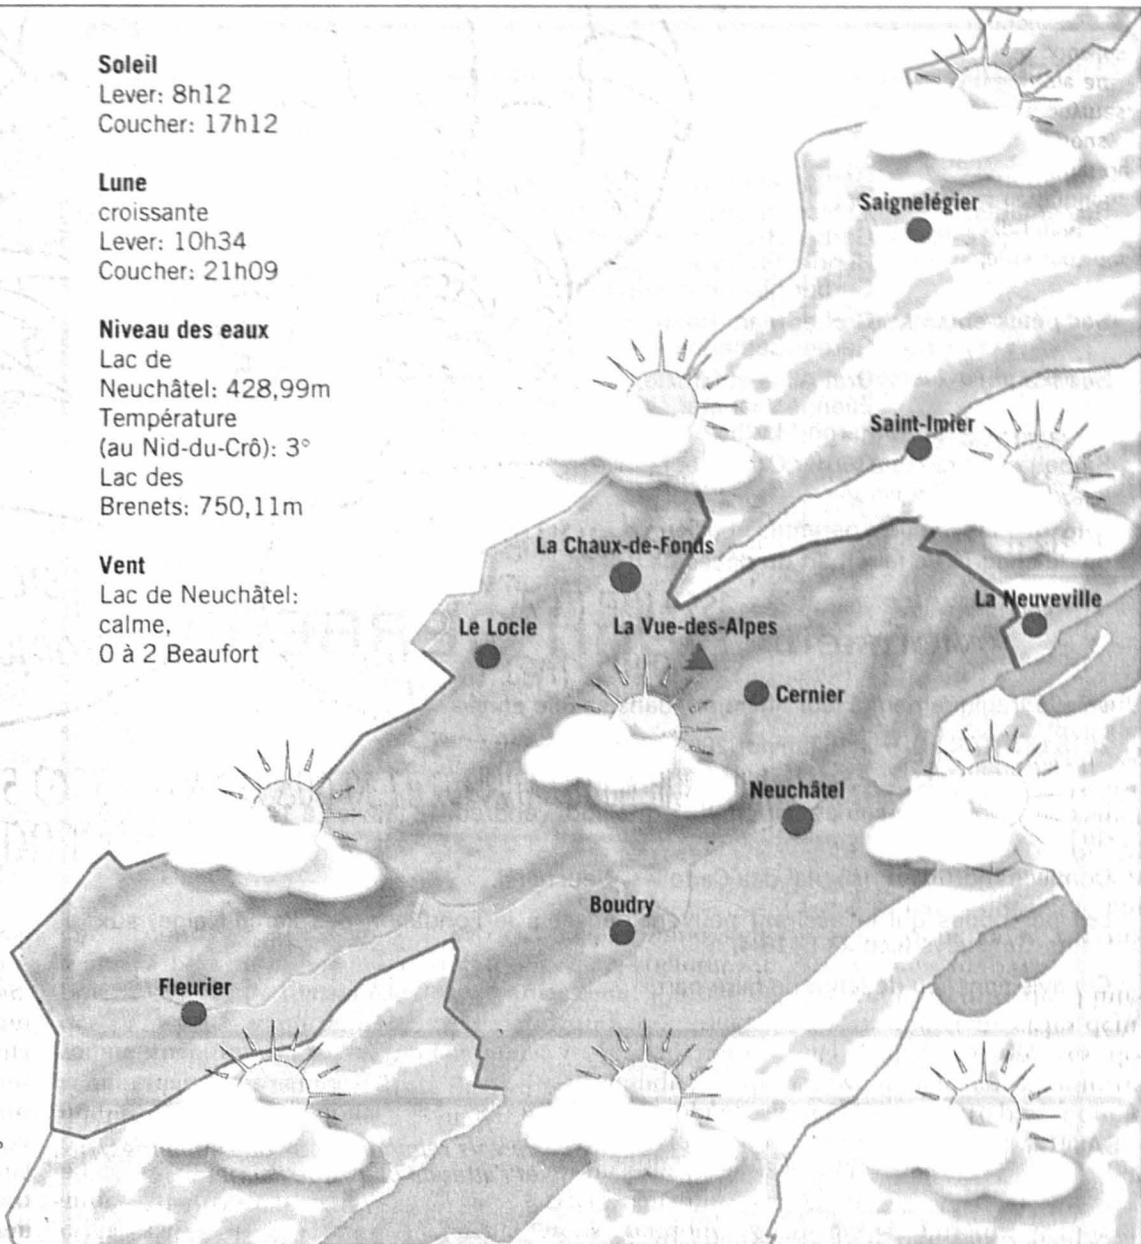 Soleil
Lever: 8h12
Coucher: 17h12
Lune
croissante
Lever: 10h34
Coucher: 21h09
Niveau des eaux
Lac de
Neuchâtel: 428,99m
Température
(au Nid-du-Crô): 3°
Lac des
Brenets: 750,11m
Vent
Lac de Neuchâtel:
calme,
0 à 2 Beaufort
Saignelégier
Saint-Imier
La Chaux-de-Fonds
La Neuveville
Le Locle
La Vue-des-Alpes
Cernier
Neuchâtel
Boudry
Fleurier